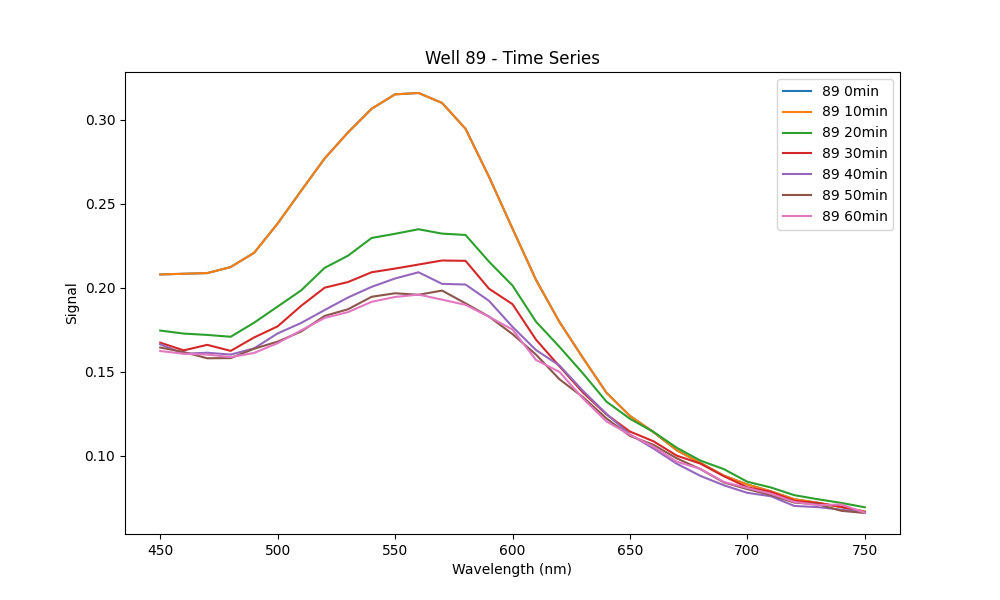 Well 89 - Time Series
89 0min
89 10min
89 20min
89 30min
89 40min
89 50min
89 60min
Signal
0.30
0.25
0.20
0.15
0.10
450 500 550 600 650 700 750
Wavelength (nm)